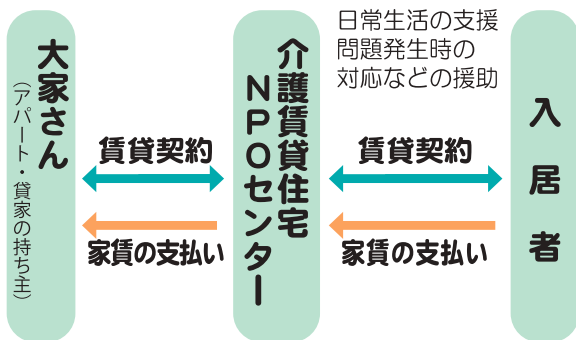 大家さん
（アパート・貸家の持ち主）
賃貸契約
家賃の支払い
介護賃貸住宅
NPOセンター
日常生活の支援
問題発生時の
対応などの援助
賃貸契約
家賃の支払い
入居者